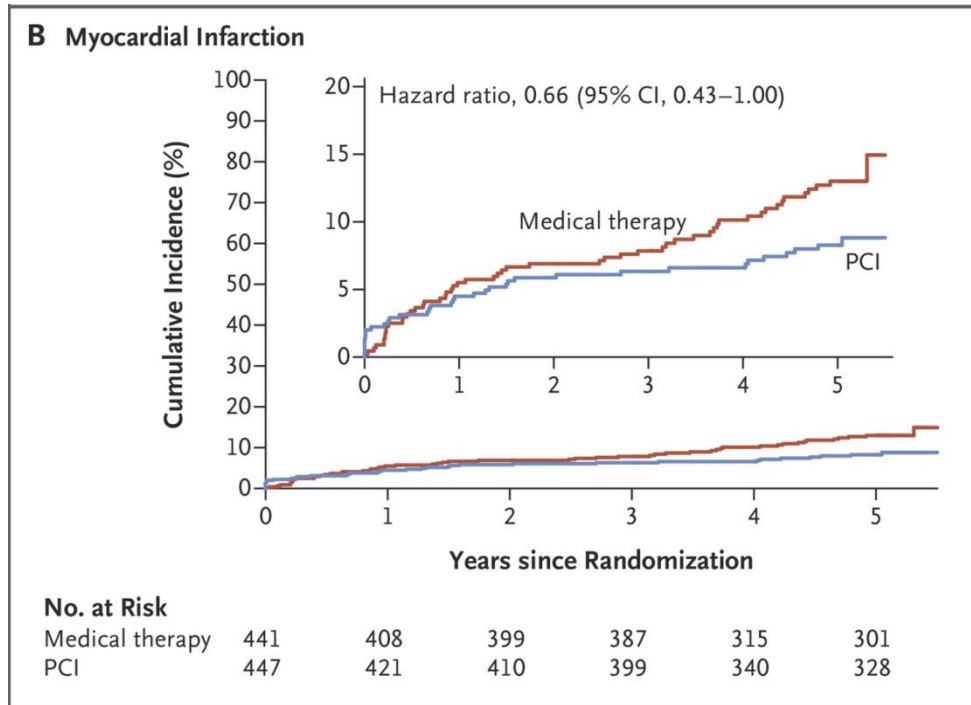 B Myocardial Infarction
Hazard ratio, 0.66 (95% CI, 0.43–1.00)
Cumulative Incidence (%)
100
90
80
70
60
50
40
30
20
10
0
0 1 2 3 4 5
20
15
10
5
0
0 1 2 3 4 5
Medical therapy
PCI
Years since Randomization
No. at Risk
Medical therapy 441 408 399 387 315 301
PCI 447 421 410 399 340 328